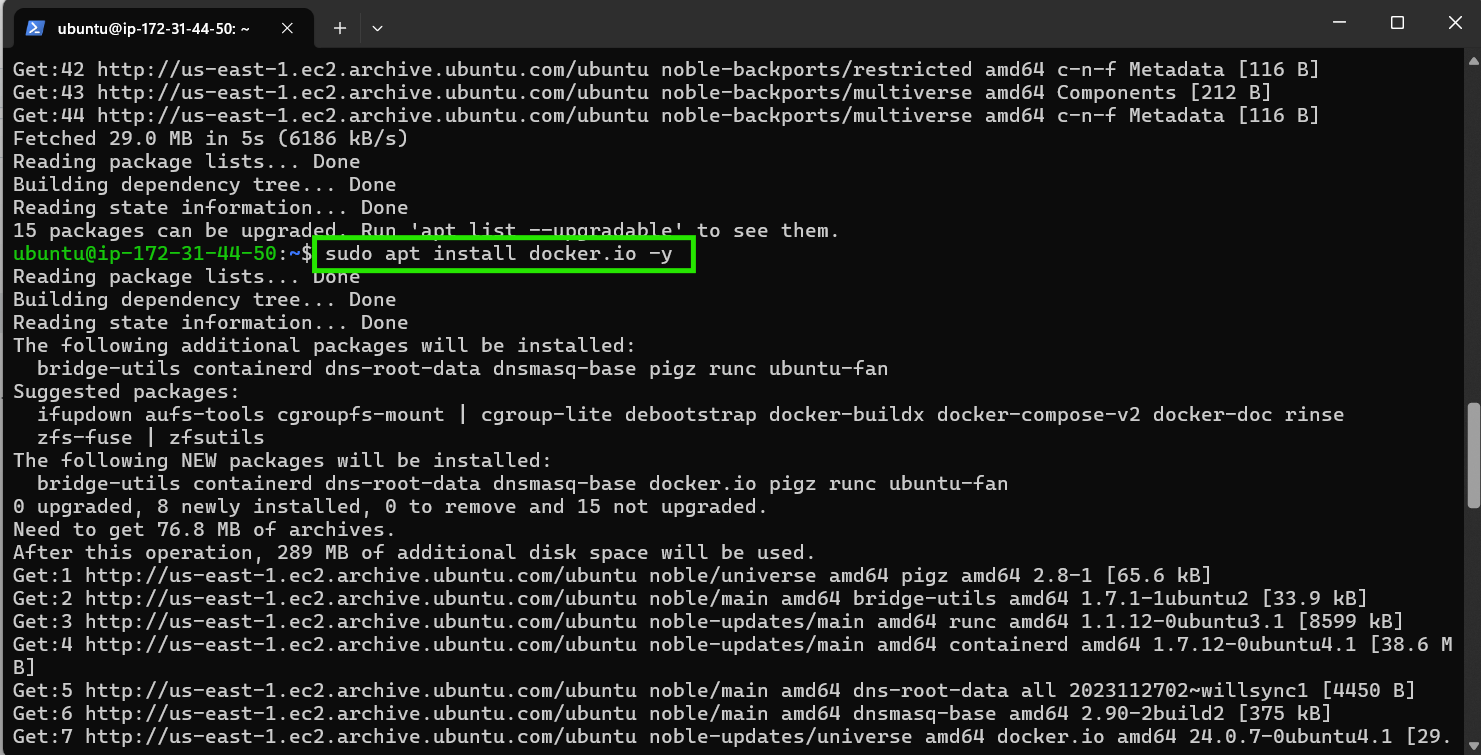 ubuntu@ip-172-31-44-50: ~
Get:42 http://us-east-1.ec2.archive.ubuntu.com/ubuntu noble-backports/restricted amd64 c-n-f Metadata [116 B]
Get:43 http://us-east-1.ec2.archive.ubuntu.com/ubuntu noble-backports/multiverse amd64 Components [212 B]
Get:44 http://us-east-1.ec2.archive.ubuntu.com/ubuntu noble-backports/multiverse amd64 c-n-f Metadata [116 B]
Fetched 29.0 MB in 5s (6186 kB/s)
Reading package lists... Done
Building dependency tree... Done
Reading state information... Done
15 packages can be upgraded. Run 'apt list --upgradable' to see them.
ubuntu@ip-172-31-44-50:~$ sudo apt install docker.io -y
Reading package lists... Done
Building dependency tree... Done
Reading state information... Done
The following additional packages will be installed:
  bridge-utils containerd dns-root-data dnsmasq-base pigz runc ubuntu-fan
Suggested packages:
  ifupdown aufs-tools cgroupfs-mount | cgroup-lite debootstrap docker-buildx docker-compose-v2 docker-doc rinse
  zfs-fuse | zfsutils
The following NEW packages will be installed:
  bridge-utils containerd dns-root-data dnsmasq-base docker.io pigz runc ubuntu-fan
0 upgraded, 8 newly installed, 0 to remove and 15 not upgraded.
Need to get 76.8 MB of archives.
After this operation, 289 MB of additional disk space will be used.
Get:1 http://us-east-1.ec2.archive.ubuntu.com/ubuntu noble/universe amd64 pigz amd64 2.8-1 [65.6 kB]
Get:2 http://us-east-1.ec2.archive.ubuntu.com/ubuntu noble/main amd64 bridge-utils amd64 1.7.1-1ubuntu2 [33.9 kB]
Get:3 http://us-east-1.ec2.archive.ubuntu.com/ubuntu noble-updates/main amd64 runc amd64 1.1.12-0ubuntu3.1 [8599 kB]
Get:4 http://us-east-1.ec2.archive.ubuntu.com/ubuntu noble-updates/main amd64 containerd amd64 1.7.12-0ubuntu4.1 [38.6 M
B]
Get:5 http://us-east-1.ec2.archive.ubuntu.com/ubuntu noble/main amd64 dns-root-data all 2023112702~willsync1 [4450 B]
Get:6 http://us-east-1.ec2.archive.ubuntu.com/ubuntu noble/main amd64 dnsmasq-base amd64 2.90-2build2 [375 kB]
Get:7 http://us-east-1.ec2.archive.ubuntu.com/ubuntu noble-updates/universe amd64 docker.io amd64 24.0.7-0ubuntu4.1 [29.